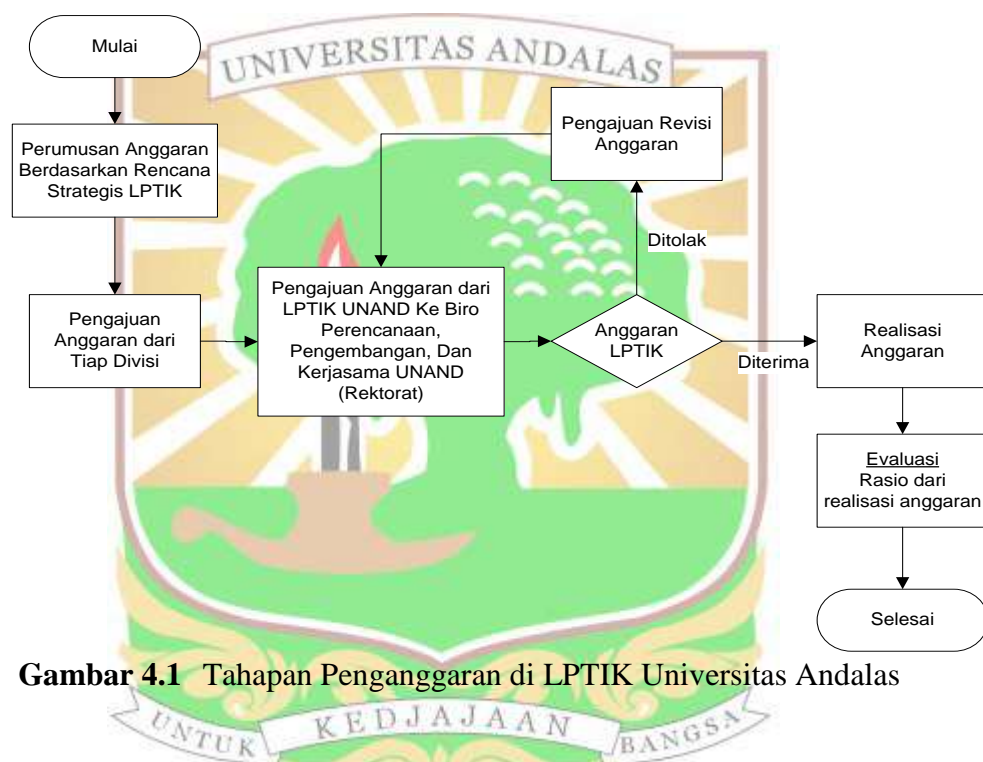 UNIVERSITAS ANDALAS
Mulai
Perumusan Anggaran
Berdasarkan Rencana
Strategis LPTIK
Pengajuan
Anggaran dari
Tiap Divisi
Pengajuan Anggaran dari
LPTIK UNAND Ke Biro
Perencanaan,
Pengembangan, Dan
Kerjasama UNAND
(Rektorat)
Anggaran
LPTIK
Ditolak
Pengajuan Revisi
Anggaran
Diterima
Realisasi
Anggaran
Evaluasi
Rasio dari
realisasi anggaran
Selesai
Gambar 4.1 Tahapan Penganggaran di LPTIK Universitas Andalas
UNTUK KEDJAJAAN BANGSA